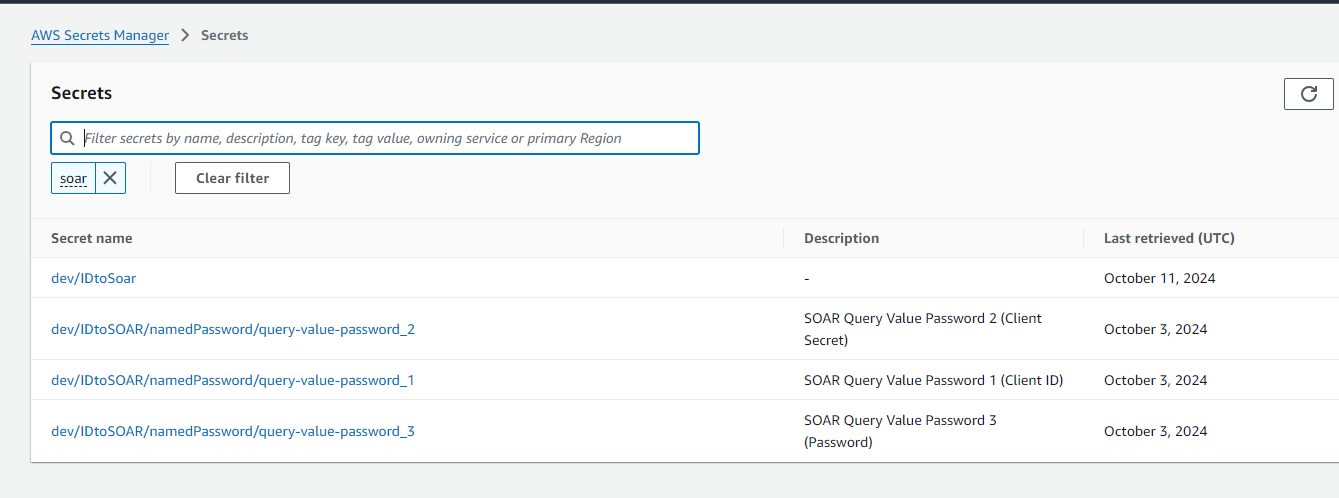 AWS Secrets Manager > Secrets
Secrets
Filter secrets by name, description, tag key, tag value, owning service or primary Region
soar Clear filter
Secret name Description Last retrieved (UTC)
dev/IDtoSoar - October 11, 2024
dev/IDtoSOAR/namedPassword/query-value-password_2 SOAR Query Value Password 2 (Client
Secret) October 3, 2024
dev/IDtoSOAR/namedPassword/query-value-password_1 SOAR Query Value Password 1 (Client ID) October 3, 2024
dev/IDtoSOAR/namedPassword/query-value-password_3 SOAR Query Value Password 3
(Password) October 3, 2024